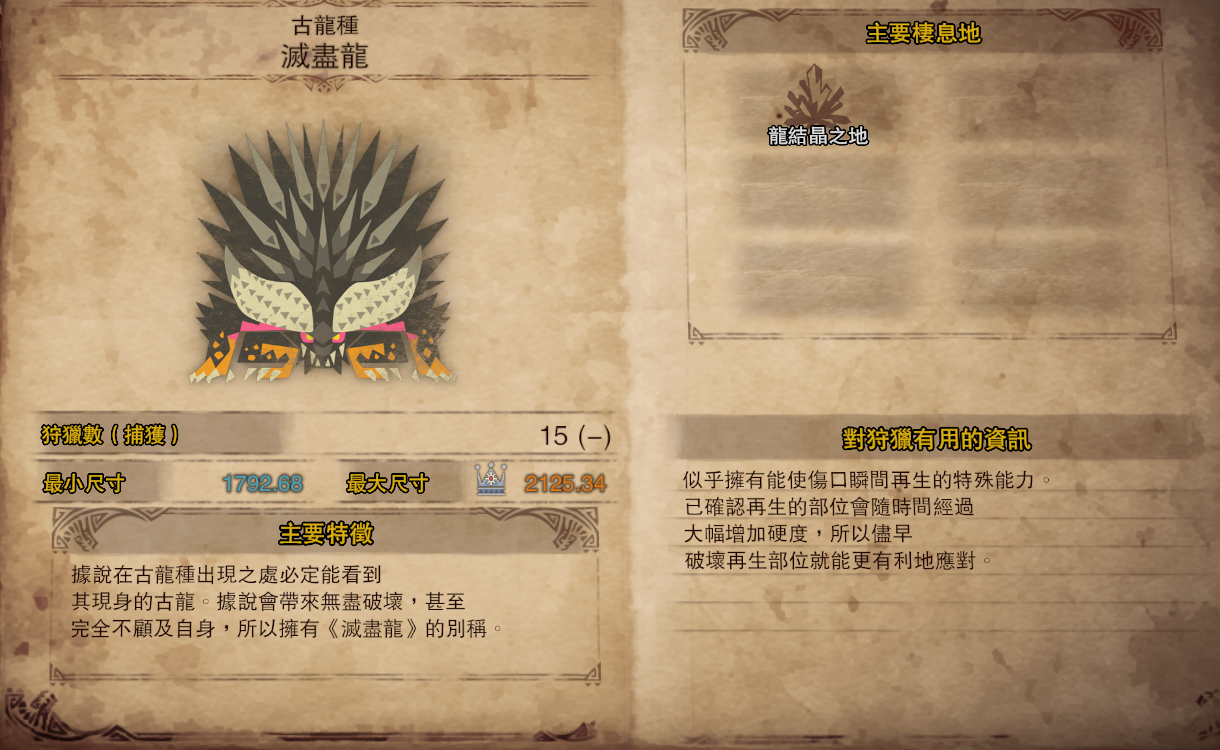 古龍種
滅盡龍
狩獵數（捕獲）
15 (−)
最小尺寸
1792.68
最大尺寸
2125.34
主要特徵
據說在古龍種出現之處必定能看到
其現身的古龍。據說會帶來無盡破壞，甚至
完全不顧及自身，所以擁有《滅盡龍》的別稱。
主要棲息地
龍結晶之地
對狩獵有用的資訊
似乎擁有能使傷口瞬間再生的特殊能力。
已確認再生的部位會隨時間經過
大幅增加硬度，所以儘早
破壞再生部位就能更有利地應對。